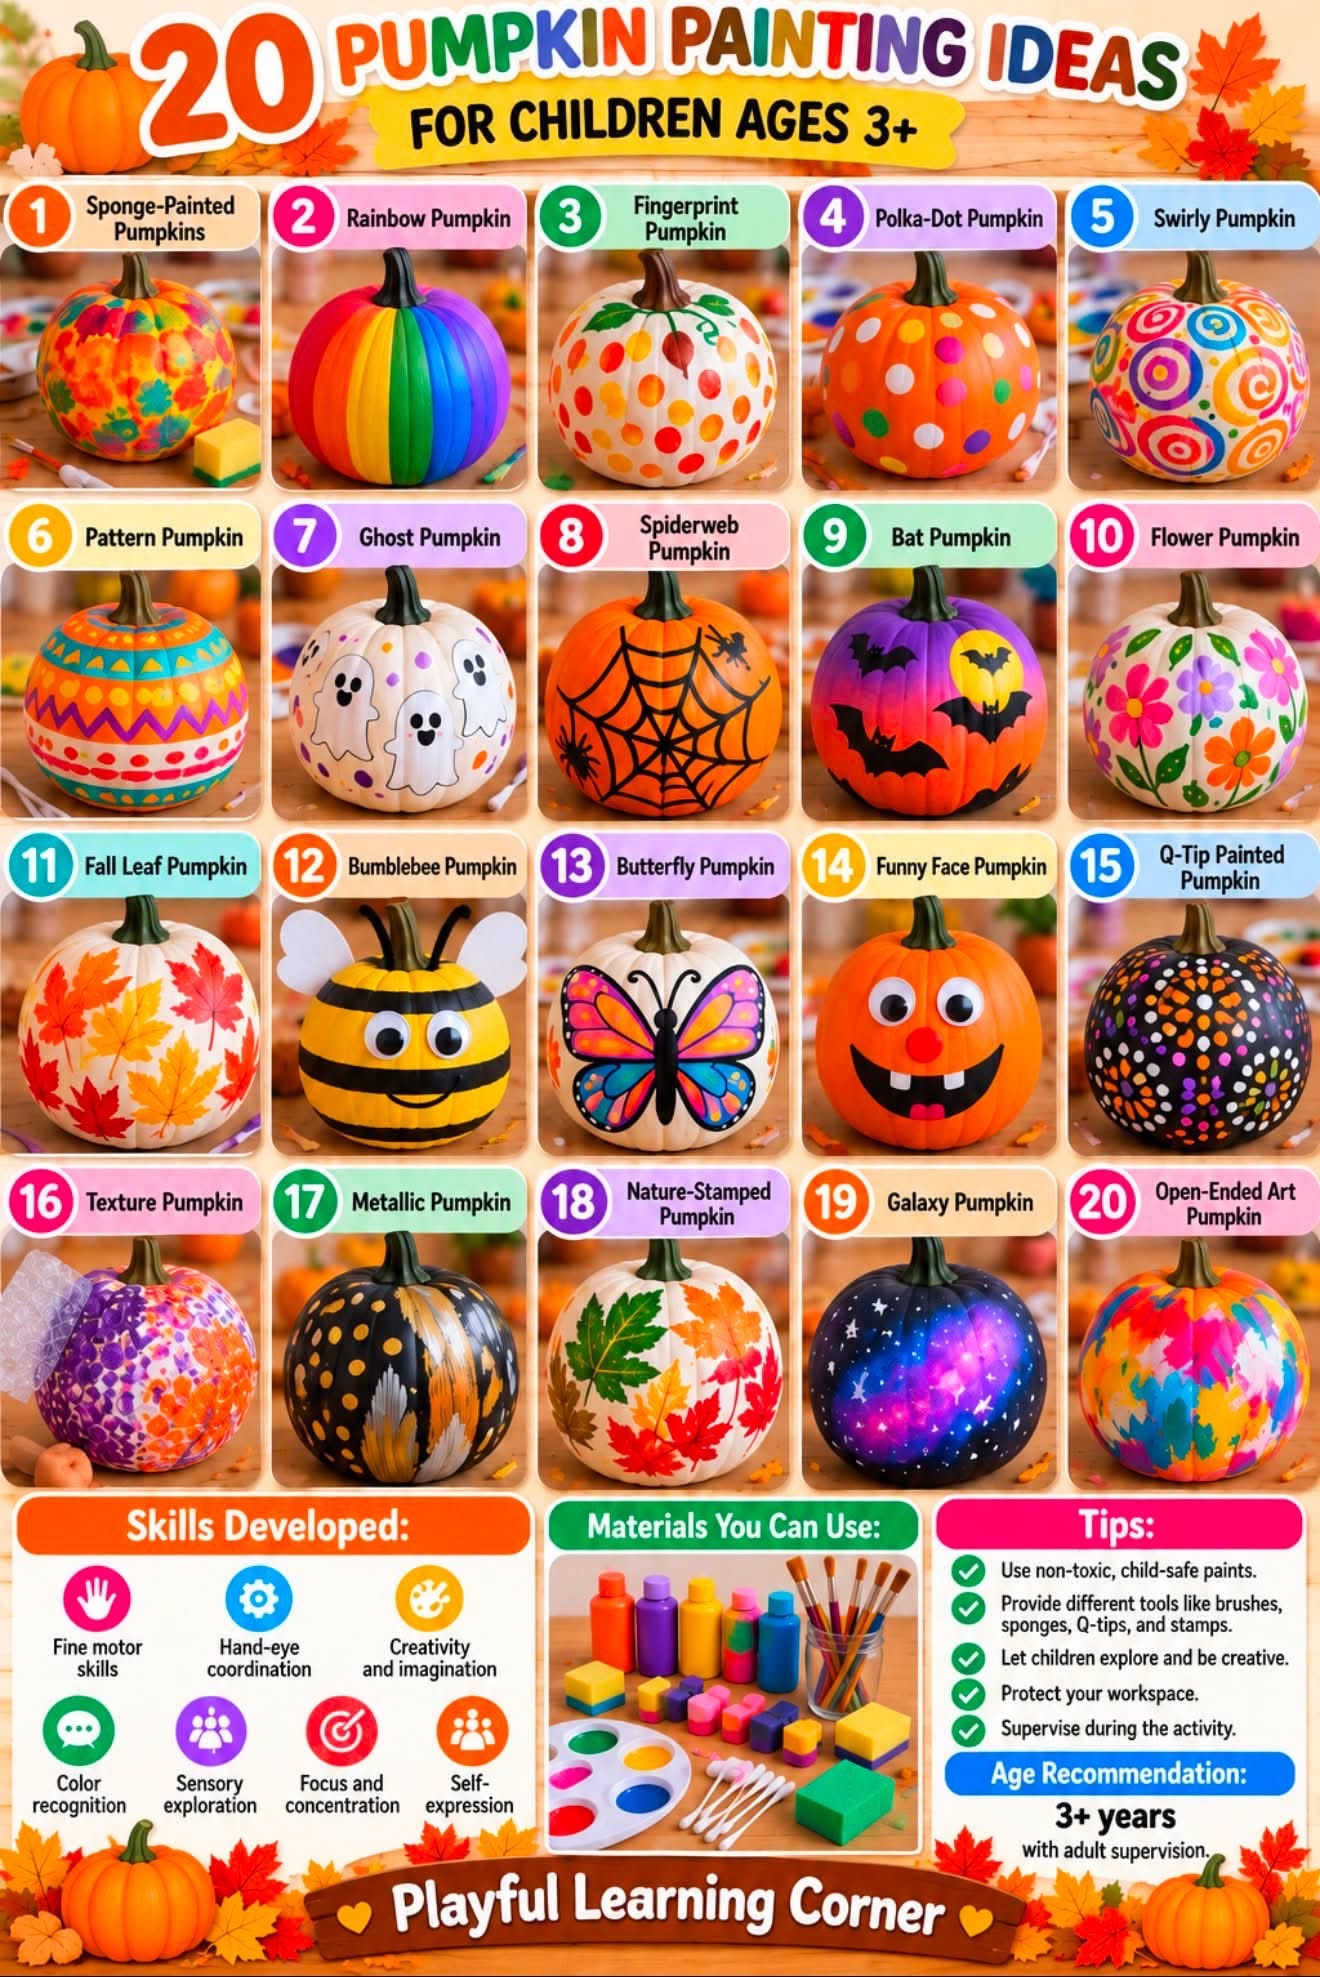 20 PUMPKIN PAINTING IDEAS
FOR CHILDREN AGES 3+
1 Sponge-Painted
Pumpkins
2 Rainbow Pumpkin
3 Fingerprint
Pumpkin
4 Polka-Dot Pumpkin
5 Swirly Pumpkin
6 Pattern Pumpkin
7 Ghost Pumpkin
8 Spiderweb
Pumpkin
9 Bat Pumpkin
10 Flower Pumpkin
11 Fall Leaf Pumpkin
12 Bumblebee Pumpkin
13 Butterfly Pumpkin
14 Funny Face Pumpkin
15 Q-Tip Painted
Pumpkin
16 Texture Pumpkin
17 Metallic Pumpkin
18 Nature-Stamped
Pumpkin
19 Galaxy Pumpkin
20 Open-Ended Art
Pumpkin
Skills Developed:
Fine motor
skills
Hand-eye
coordination
Creativity
and imagination
Color
recognition
Sensory
exploration
Focus and
concentration
Self-
expression
Materials You Can Use:
Tips:
Use non-toxic, child-safe paints.
Provide different tools like brushes,
sponges, Q-tips, and stamps.
Let children explore and be creative.
Protect your workspace.
Supervise during the activity.
Age Recommendation:
3+ years
with adult supervision.
Playful Learning Corner